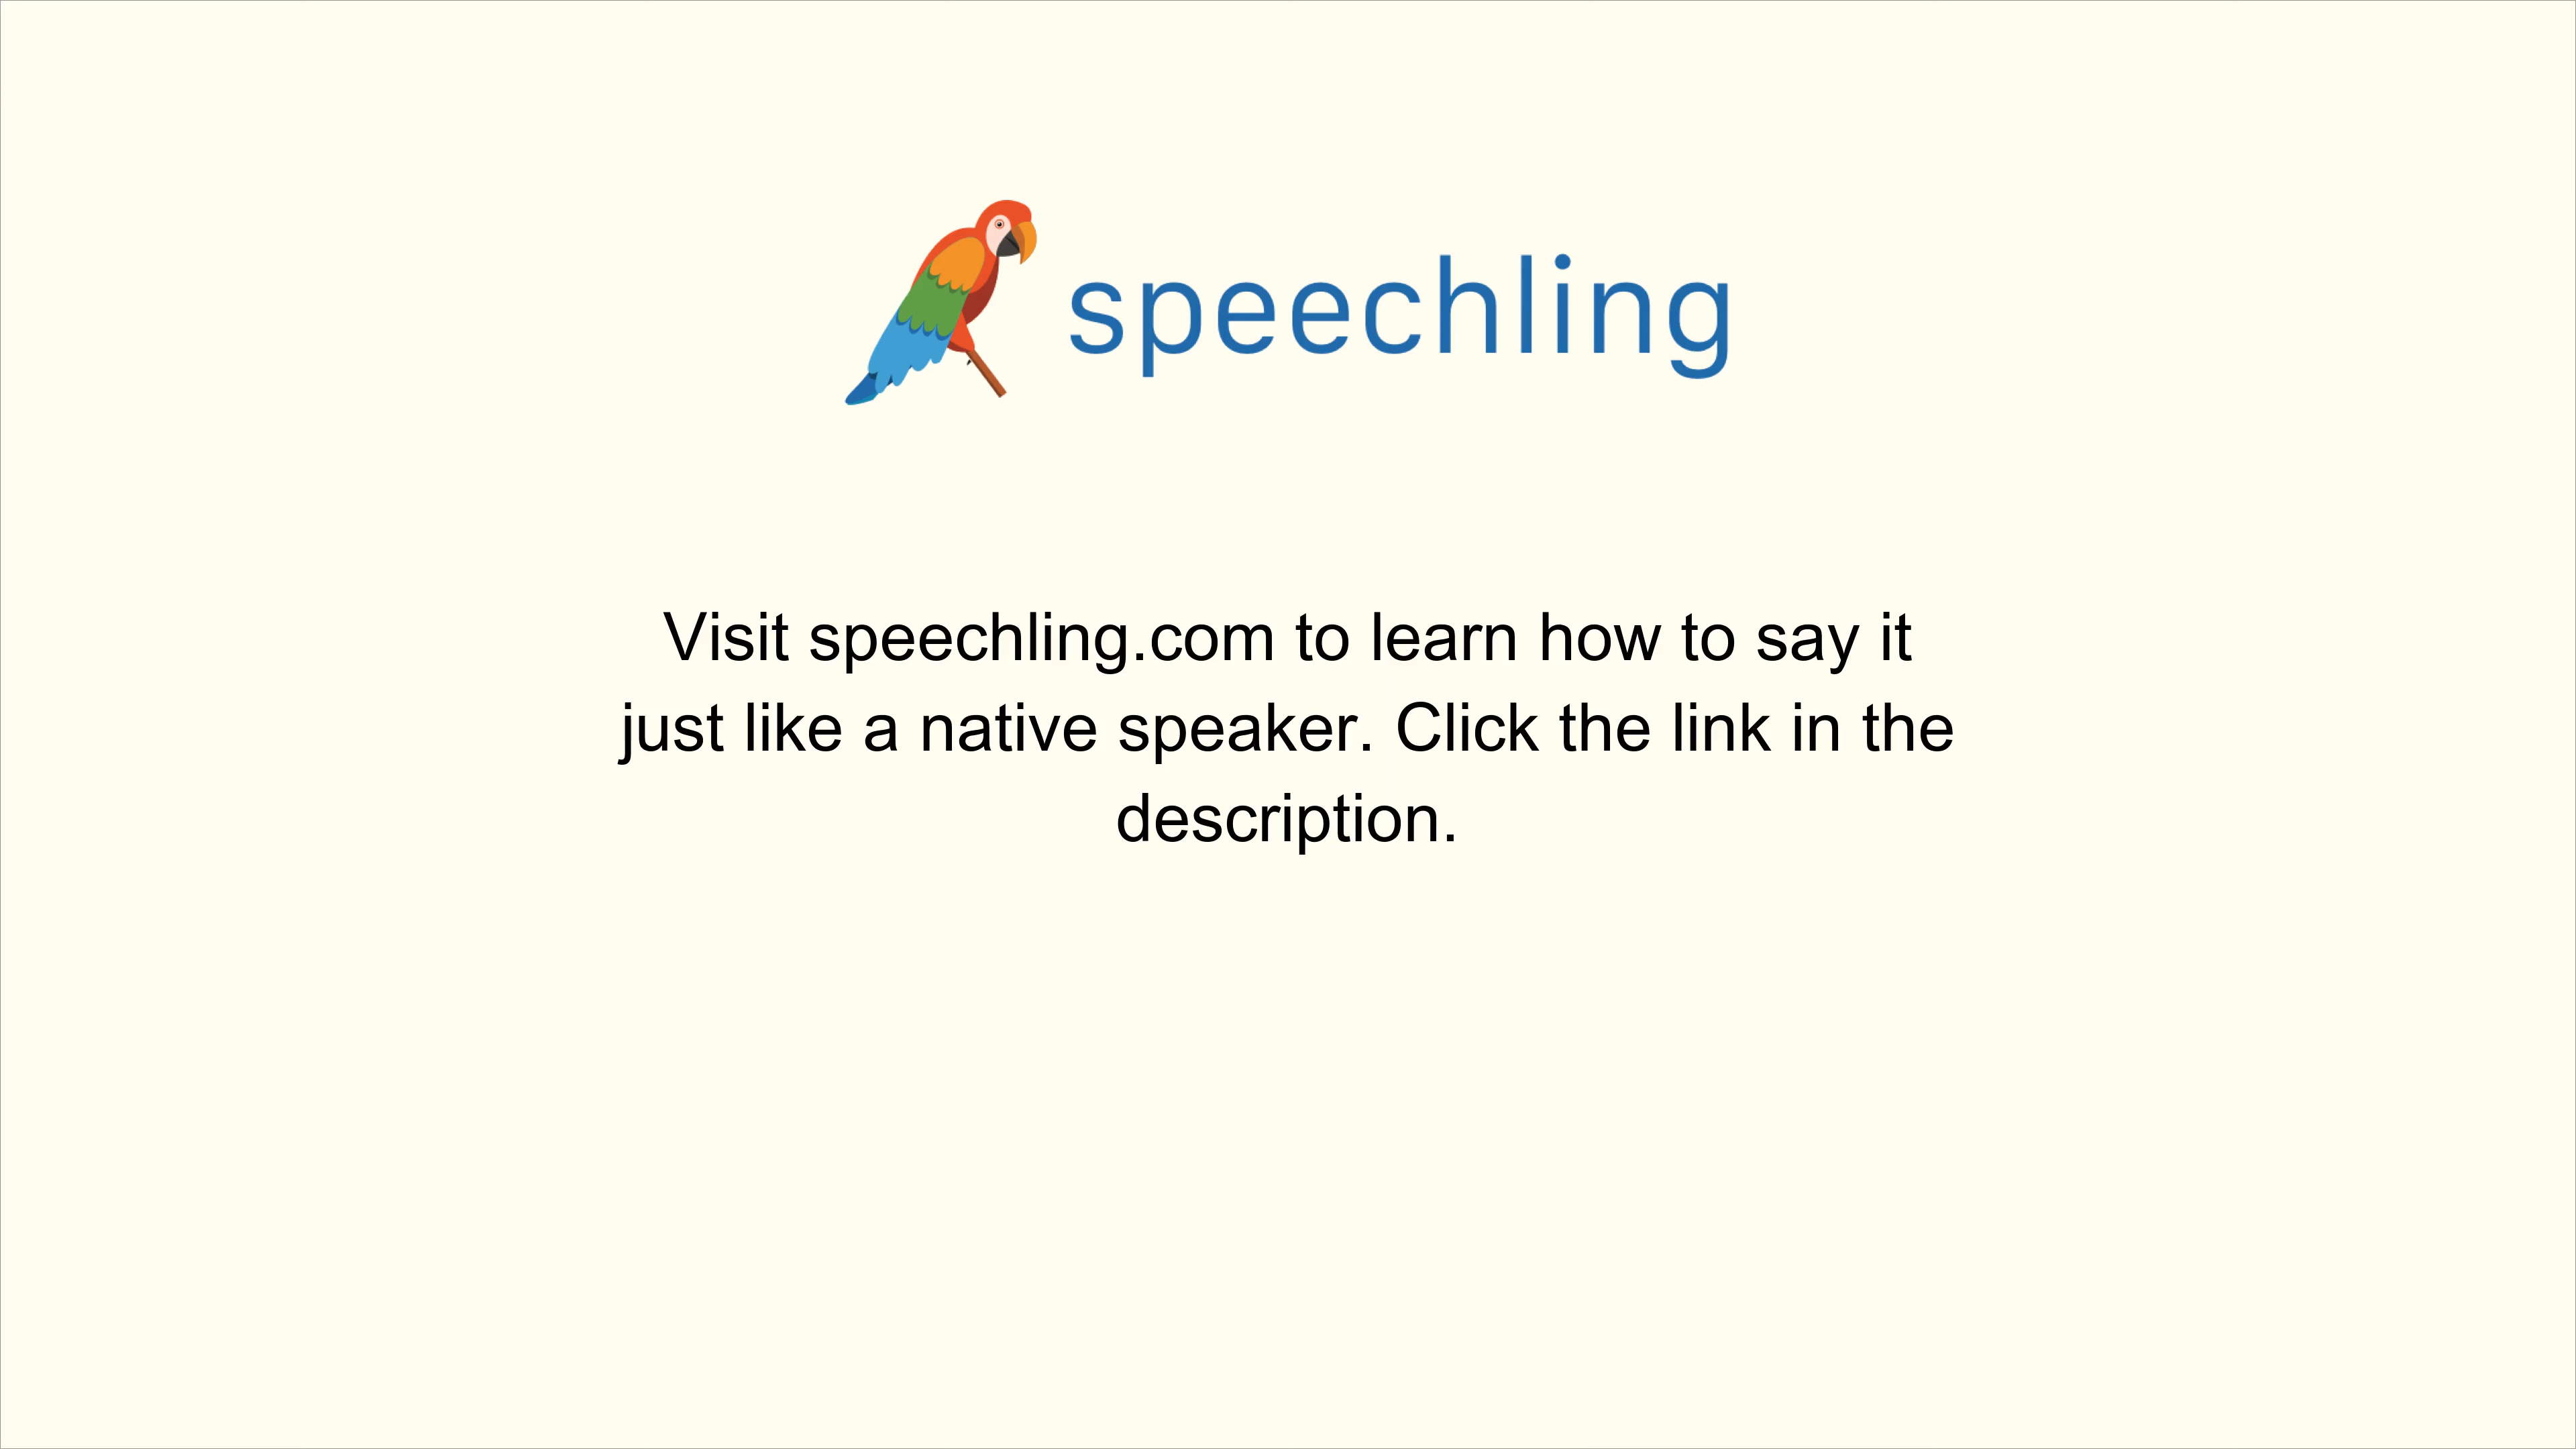 speechling
Visit speechling.com to learn how to say it
just like a native speaker. Click the link in the
description.